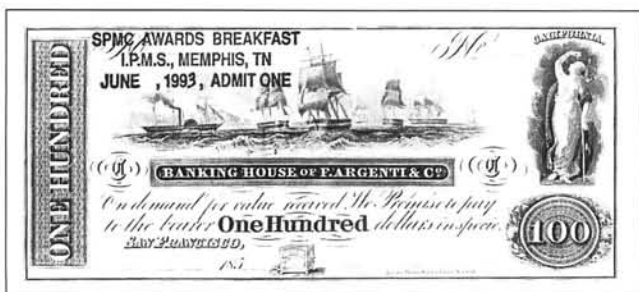 SPMC AWARDS BREAKFAST
I.P.M.S., MEMPHIS, TN
JUNE , 1993, ADMIT ONE
No
CALIFORNIA.
ONE HUNDRED
BANKING HOUSE OF F. ARGENTI & Co.
On demand for value received We Promise to pay
to the bearer One Hundred dollars in specie.
SAN FRANCISCO,
185
100